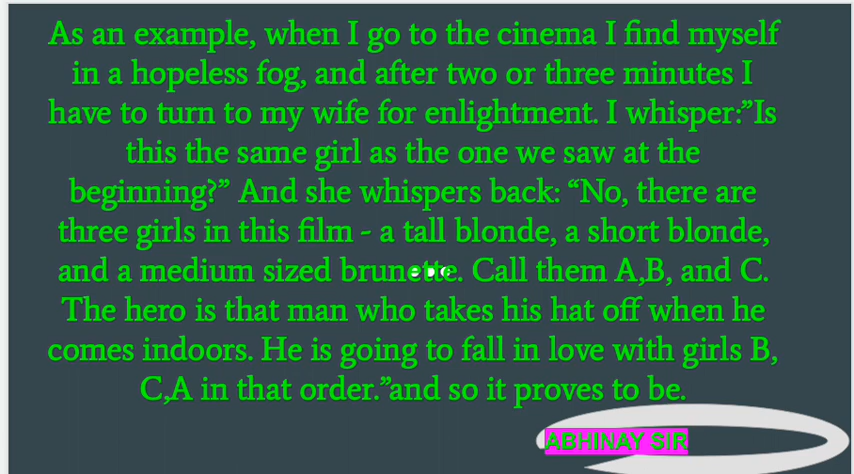 As an example, when I go to the cinema I find myself
in a hopeless fog, and after two or three minutes I
have to turn to my wife for enlightment. I whisper:”Is
this the same girl as the one we saw at the
beginning?” And she whispers back: “No, there are
three girls in this film - a tall blonde, a short blonde,
and a medium sized brunette. Call them A,B, and C.
The hero is that man who takes his hat off when he
comes indoors. He is going to fall in love with girls B,
C,A in that order.”and so it proves to be.
ABHINAY SIR